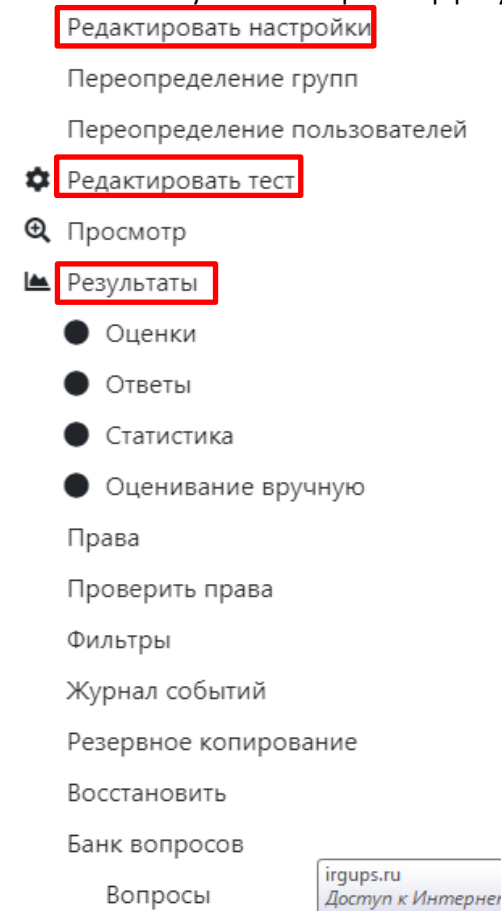 Редактировать настройки
Переопределение групп
Переопределение пользователей
Редактировать тест
Просмотр
Результаты
Оценки
Ответы
Статистика
Оценивание вручную
Права
Проверить права
Фильтры
Журнал событий
Резервное копирование
Восстановить
Банк вопросов
Вопросы
irgups.ru
Доступ к